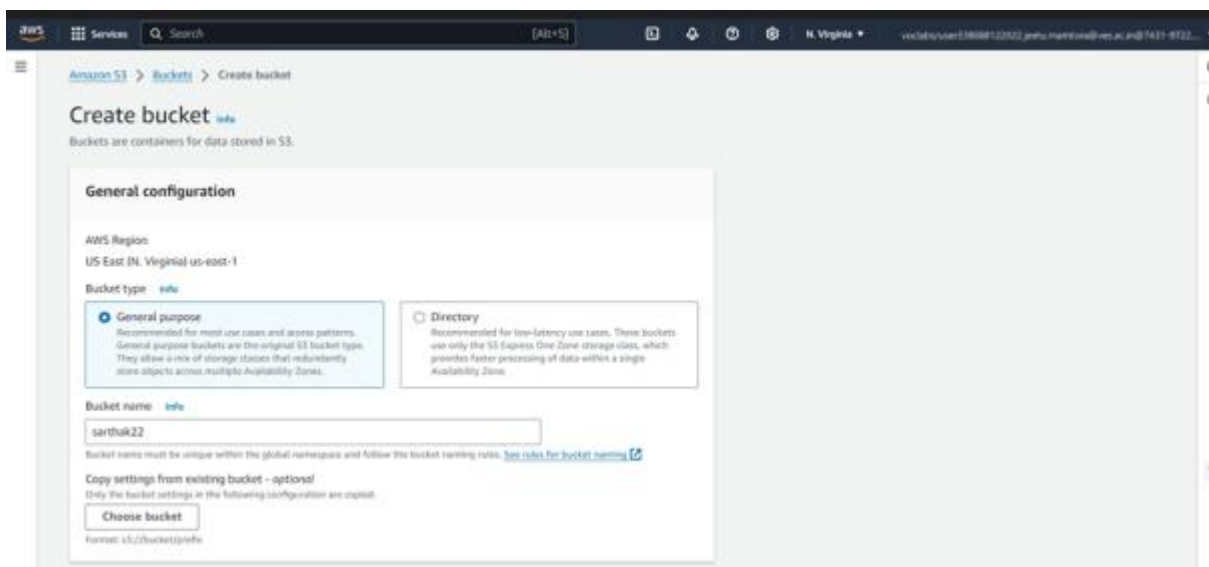 aws
Services
Search
[Alt+S]
N. Virginia
Amazon S3 > Buckets > Create bucket
Create bucket Info
Buckets are containers for data stored in S3.
General configuration
AWS Region
US East (N. Virginia) us-east-1
Bucket type Info
General purpose
Recommended for most use cases and access patterns.
General purpose buckets are the original S3 bucket type.
They allow a mix of storage classes that redundantly
store objects across multiple Availability Zones.
Directory
Recommended for low-latency use cases. These buckets
use only the S3 Express One Zone storage class, which
provides faster processing of data within a single
Availability Zone.
Bucket name Info
sarthak22
Bucket name must be unique within the global namespace and follow the bucket naming rules. See rules for bucket naming
Copy settings from existing bucket - optional
Only the bucket settings in the following configuration are copied.
Choose bucket
Format: s3://bucket/prefix